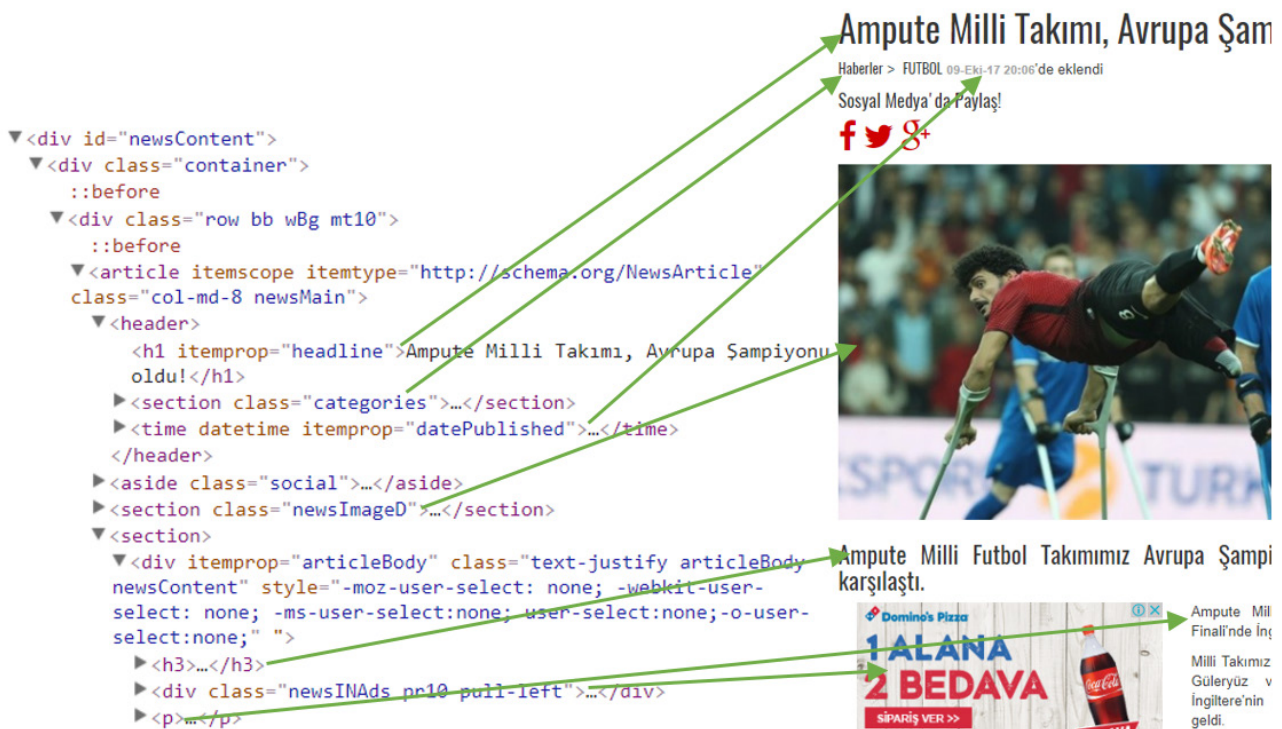 <div id="newsContent">
<div class="container">
::before
<div class="row bb wBg mt10">
::before
<article itemscope itemtype="http://schema.org/NewsArticle"
class="col-md-8 newsMain">
<header>
<h1 itemprop="headline">Ampute Milli Takımı, Avrupa Şampiyonu
oldu!</h1>
<section class="categories">…</section>
<time datetime itemprop="datePublished">…</time>
</header>
<aside class="social">…</aside>
<section class="newsImageD">…</section>
<section>
<div itemprop="articleBody" class="text-justify articleBody
newsContent" style="-moz-user-select: none; -webkit-user-
select: none; -ms-user-select:none; user-select:none;-o-user-
select:none;" ">
<h3>…</h3>
<div class="newsINAds pr10 pull-left">…</div>
<p>…</p>
Ampute Milli Takımı, Avrupa Şam
Haberler > FUTBOL 09-Eki-17 20:06'de eklendi
Sosyal Medya'da Paylaş!
f g+
SPOR TURK
3
Ampute Milli Futbol Takımımız Avrupa Şampi
karşılaştı.
Domino's Pizza
1 ALANA
2 BEDAVA
SİPARİŞ VER >>
Coca-Cola
Ampute Mill
Finali'nde İng
Milli Takımız
Güleryüz v
İngiltere'nin
geldi.